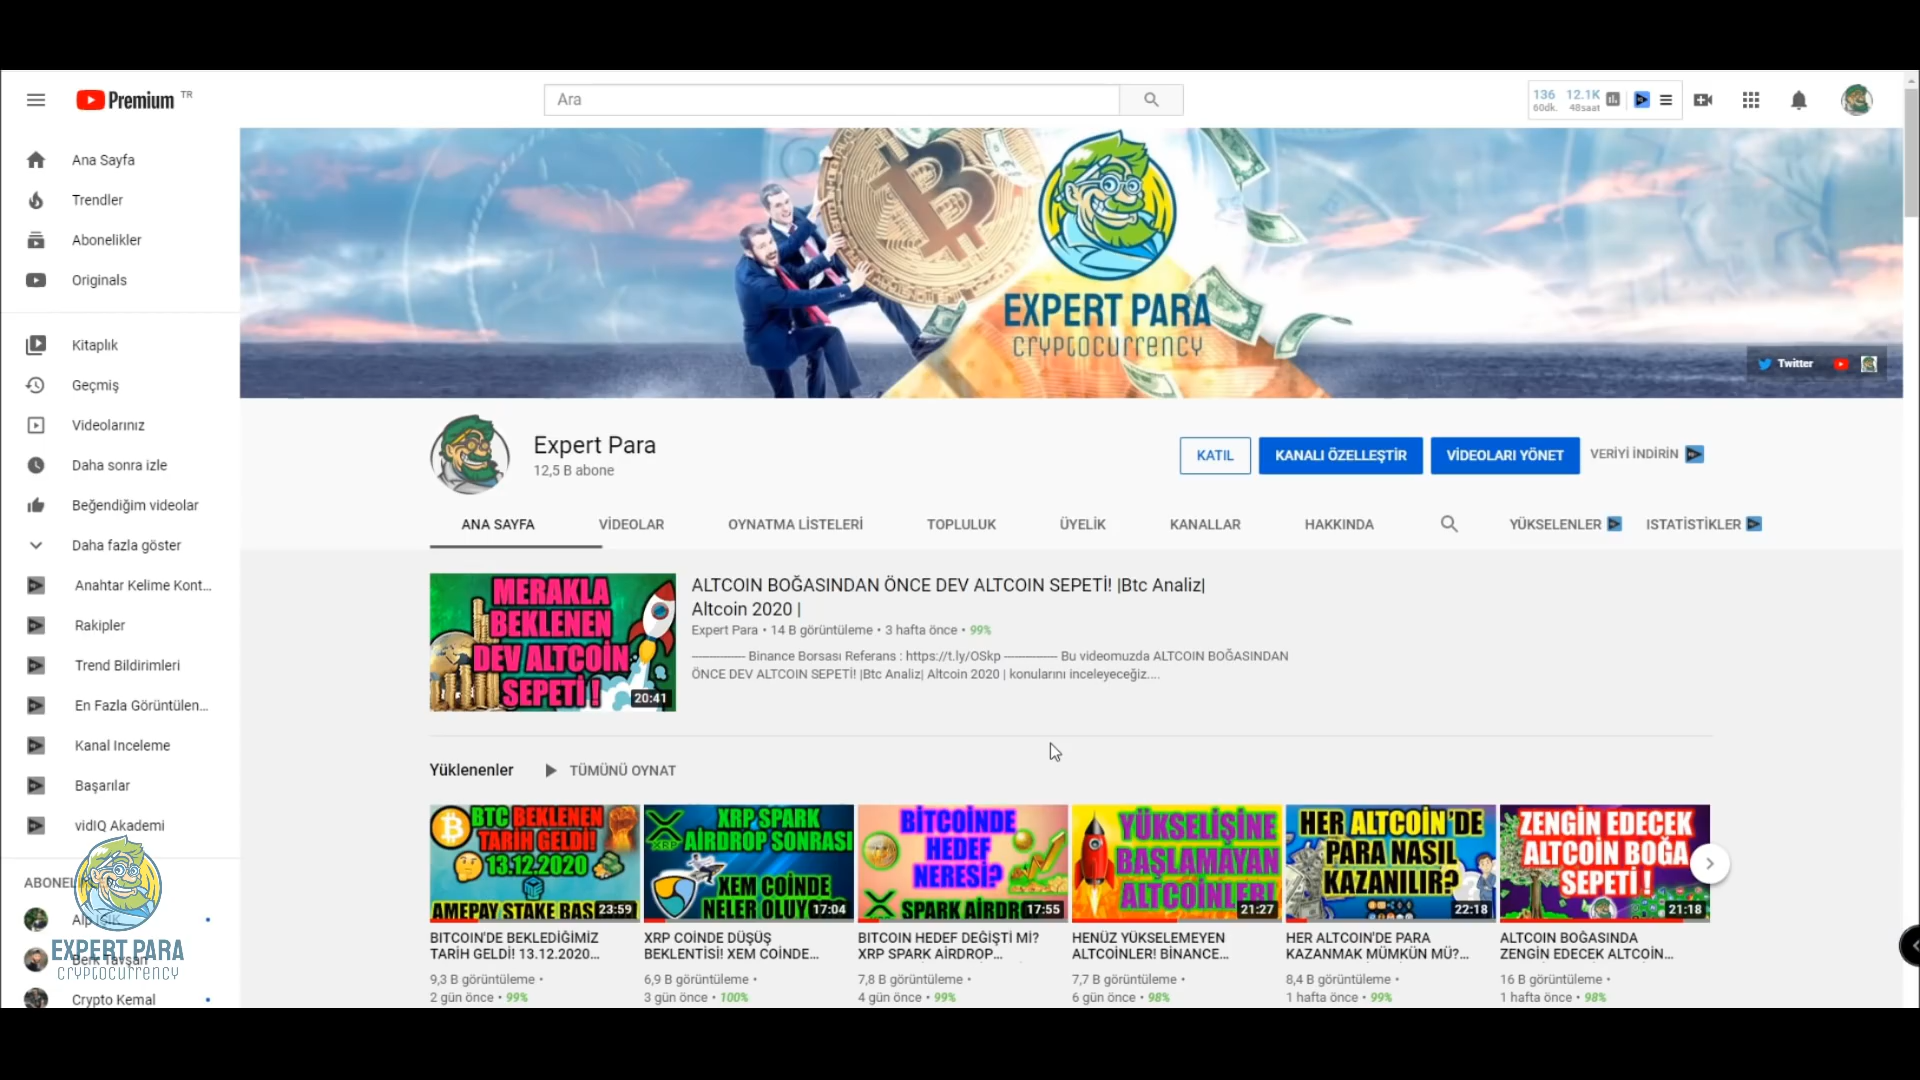 Premium TR
Ara
136 12.1K
60dk. 48saat
Ana Sayfa
Trendler
Abonelikler
Originals
Kitaplık
Geçmiş
Videolarınız
Daha sonra izle
Beğendiğim videolar
Daha fazla göster
Anahtar Kelime Kont...
Rakipler
Trend Bildirimleri
En Fazla Görüntülen...
Kanal Inceleme
Başarılar
vidIQ Akademi
Berk Tavşan
Crypto Kemal
EXPERT PARA
cryptocurrency
EXPERT PARA
cryptocurrency
Twitter
Expert Para
12,5 B abone
KATIL
KANALI ÖZELLEŞTİR
VİDEOLARI YÖNET
VERİYİ İNDİRİN
ANA SAYFA
VİDEOLAR
OYNATMA LİSTELERİ
TOPLULUK
ÜYELİK
KANALLAR
HAKKINDA
YÜKSELENLER
ISTATİSTİKLER
MERAKLA
BEKLENEN
DEV ALTCOİN
SEPETİ !
20:41
ALTCOIN BOĞASINDAN ÖNCE DEV ALTCOIN SEPETİ! |Btc Analiz|
Altcoin 2020 |
Expert Para • 14 B görüntüleme • 3 hafta önce • 99%
---------------- Binance Borsası Referans : https://t.ly/OSkp ---------------- Bu videomuzda ALTCOIN BOĞASINDAN
ÖNCE DEV ALTCOIN SEPETİ! |Btc Analiz| Altcoin 2020 | konularını inceleyeceğiz....
Yüklenenler
TÜMÜNÜ OYNAT
BTC BEKLENEN
TARİH GELDİ!
13.12.2020
AMEPAY STAKE BAS
23:59
BITCOIN'DE BEKLEDİĞİMİZ
TARİH GELDİ! 13.12.2020...
9,3 B görüntüleme •
2 gün önce • 99%
XRP SPARK
AİRDROP SONRASI
XRP
XEM COİNDE
NELER OLUYO
17:04
XRP COİNDE DÜŞÜŞ
BEKLENTİSİ! XEM COİNDE...
6,9 B görüntüleme •
3 gün önce • 100%
BİTCOİNDE
HEDEF
NERESİ?
SPARK AİRDR
17:55
BITCOIN HEDEF DEĞİŞTİ Mİ?
XRP SPARK AİRDROP...
7,8 B görüntüleme •
4 gün önce • 99%
YÜKSELİŞİNE
BAŞLAMAYAN
ALTCOİNLER!
21:27
HENÜZ YÜKSELEMEYEN
ALTCOİNLER! BİNANCE...
7,7 B görüntüleme •
6 gün önce • 98%
HER ALTCOİN'DE
PARA NASIL
KAZANILIR?
22:18
HER ALTCOIN'DE PARA
KAZANMAK MÜMKÜN MÜ?...
8,4 B görüntüleme •
1 hafta önce • 99%
ZENGİN EDECEK
ALTCOİN BOĞA
SEPETİ !
21:18
ALTCOIN BOĞASINDA
ZENGIN EDECEK ALTCOİN...
16 B görüntüleme •
1 hafta önce • 98%